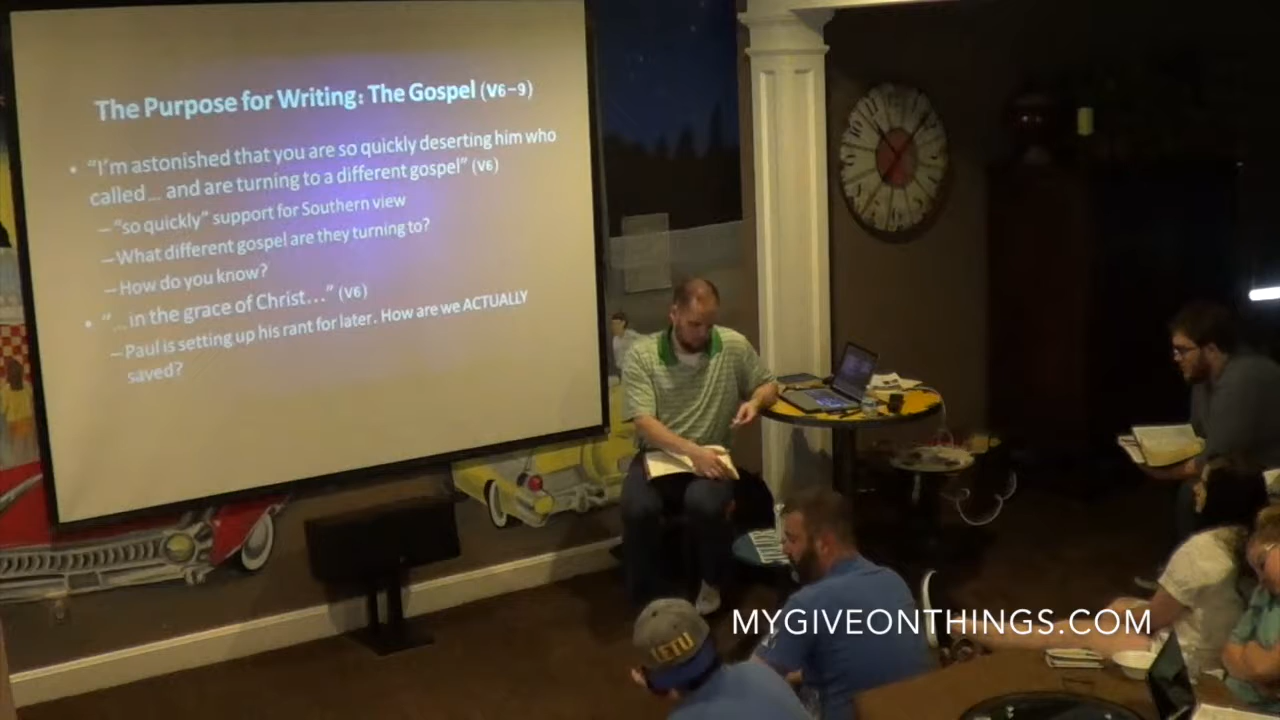 The Purpose for Writing: The Gospel (V6-9)
• "I'm astonished that you are so quickly deserting him who
called... and are turning to a different gospel" (V6)
– "so quickly" support for Southern view
– What different gospel are they turning to?
– How do you know?
• "...in the grace of Christ..." (V6)
– Paul is setting up his rant for later. How are we ACTUALLY
saved?
LETU
MYGIVEONTHINGS.COM